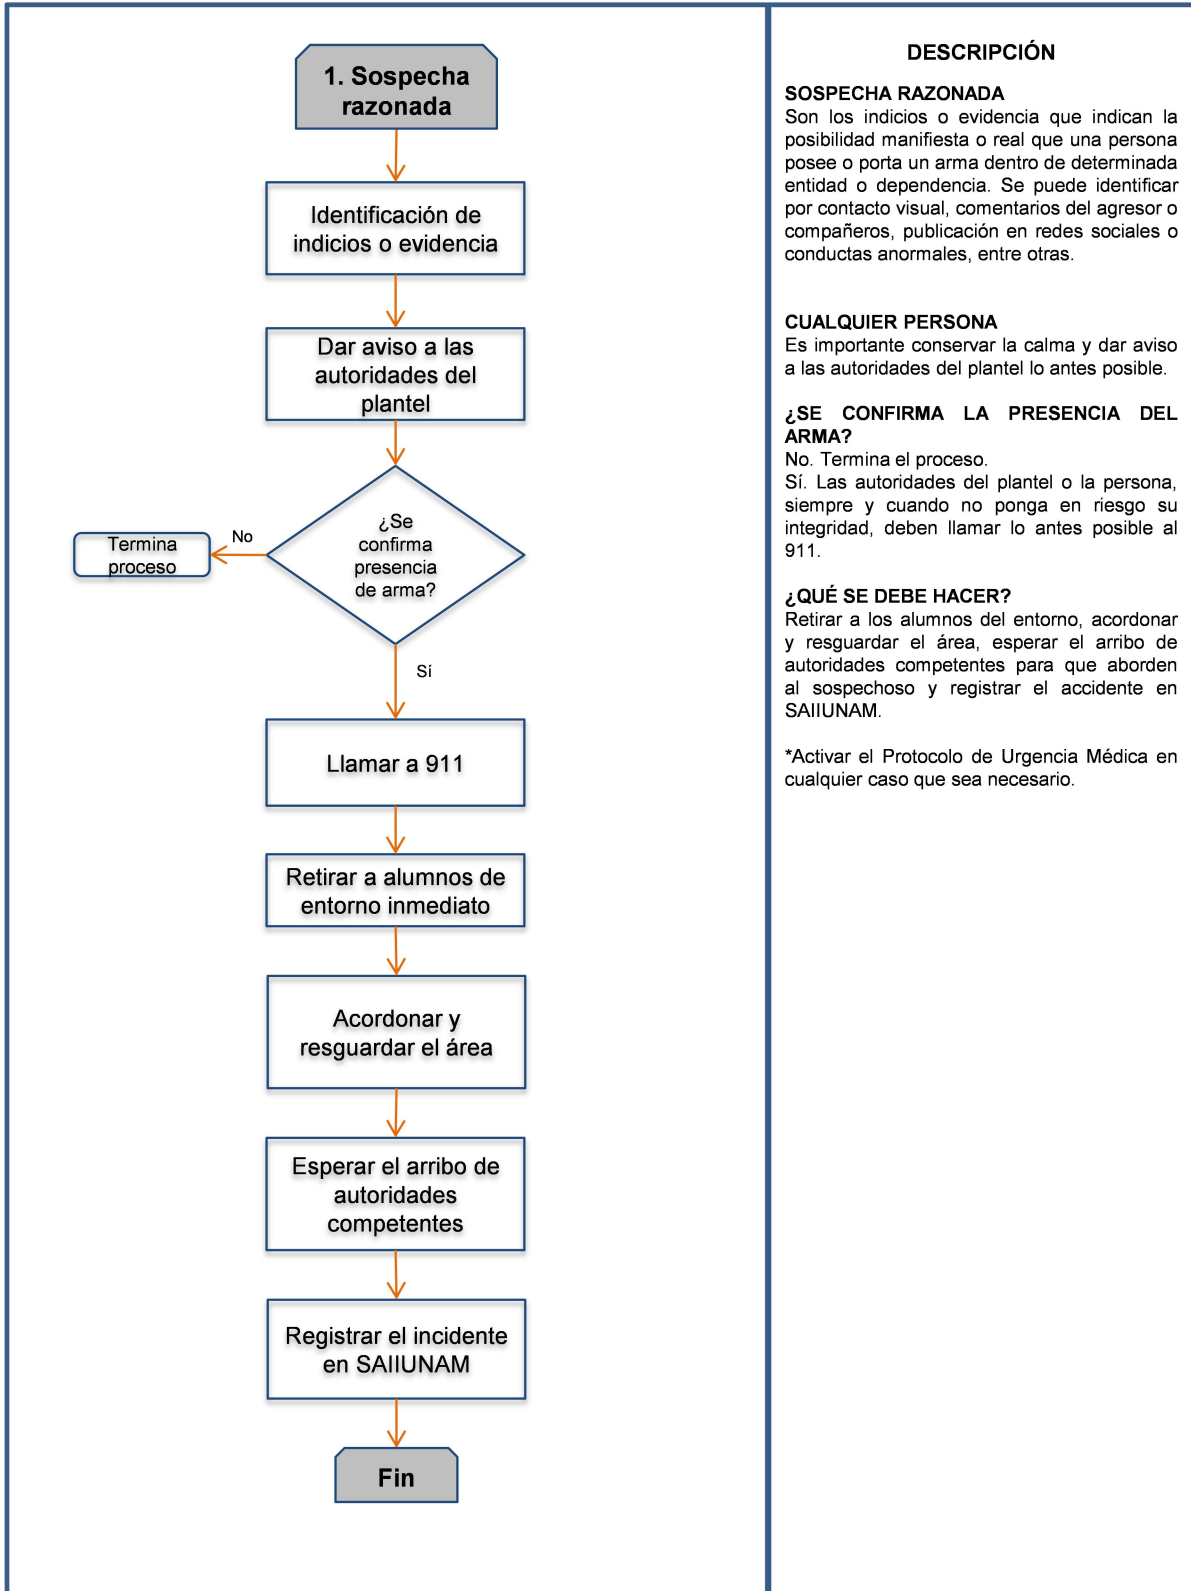 1. Sospecha
razonada
Identificación de
indicios o evidencia
Dar aviso a las
autoridades del
plantel
¿Se
confirma
presencia
de arma?
No
Termina
proceso
Sí
Llamar a 911
Retirar a alumnos de
entorno inmediato
Acordonar y
resguardar el área
Esperar el arribo de
autoridades
competentes
Registrar el incidente
en SAIIUNAM
Fin
DESCRIPCIÓN
SOSPECHA RAZONADA
Son los indicios o evidencia que indican la
posibilidad manifiesta o real que una persona
posee o porta un arma dentro de determinada
entidad o dependencia. Se puede identificar
por contacto visual, comentarios del agresor o
compañeros, publicación en redes sociales o
conductas anormales, entre otras.
CUALQUIER PERSONA
Es importante conservar la calma y dar aviso
a las autoridades del plantel lo antes posible.
¿SE CONFIRMA LA PRESENCIA DEL
ARMA?
No. Termina el proceso.
Sí. Las autoridades del plantel o la persona,
siempre y cuando no ponga en riesgo su
integridad, deben llamar lo antes posible al
911.
¿QUÉ SE DEBE HACER?
Retirar a los alumnos del entorno, acordonar
y resguardar el área, esperar el arribo de
autoridades competentes para que aborden
al sospechoso y registrar el accidente en
SAIIUNAM.
*Activar el Protocolo de Urgencia Médica en
cualquier caso que sea necesario.